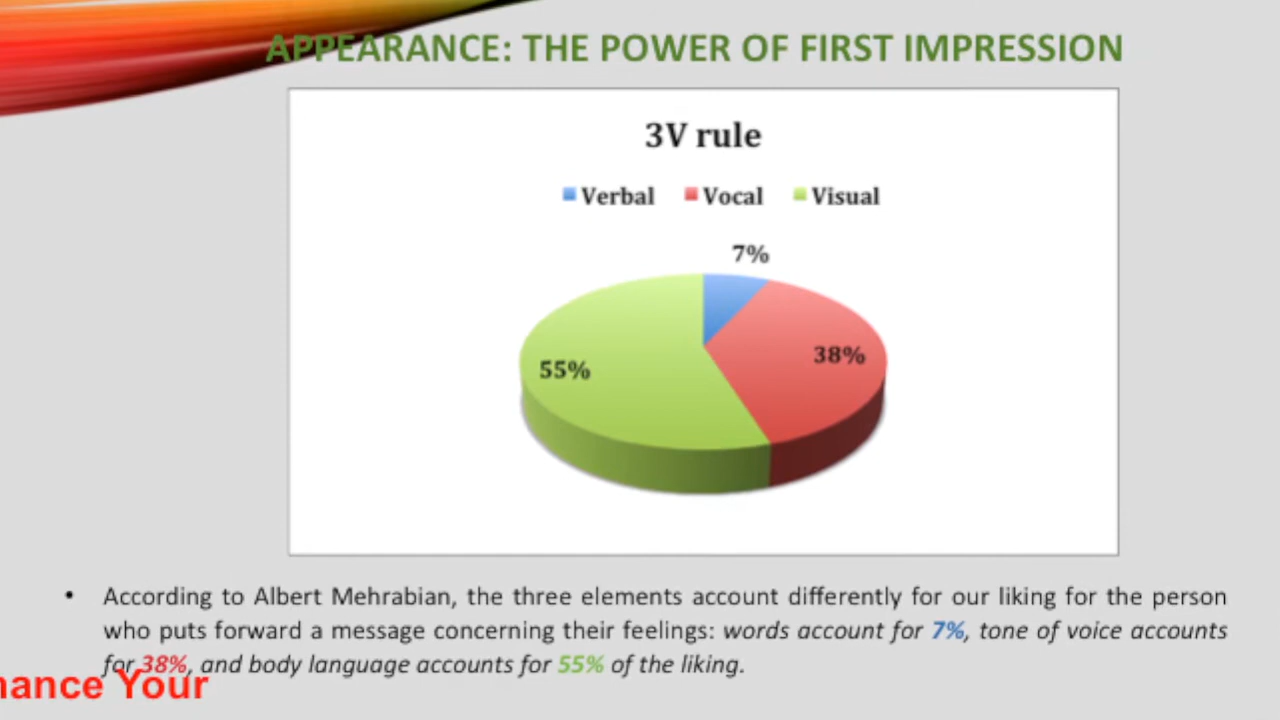 APPEARANCE: THE POWER OF FIRST IMPRESSION
3V rule
Verbal Vocal Visual
7%
38%
55%
• According to Albert Mehrabian, the three elements account differently for our liking for the person
who puts forward a message concerning their feelings: words account for 7%, tone of voice accounts
for 38%, and body language accounts for 55% of the liking.
Your